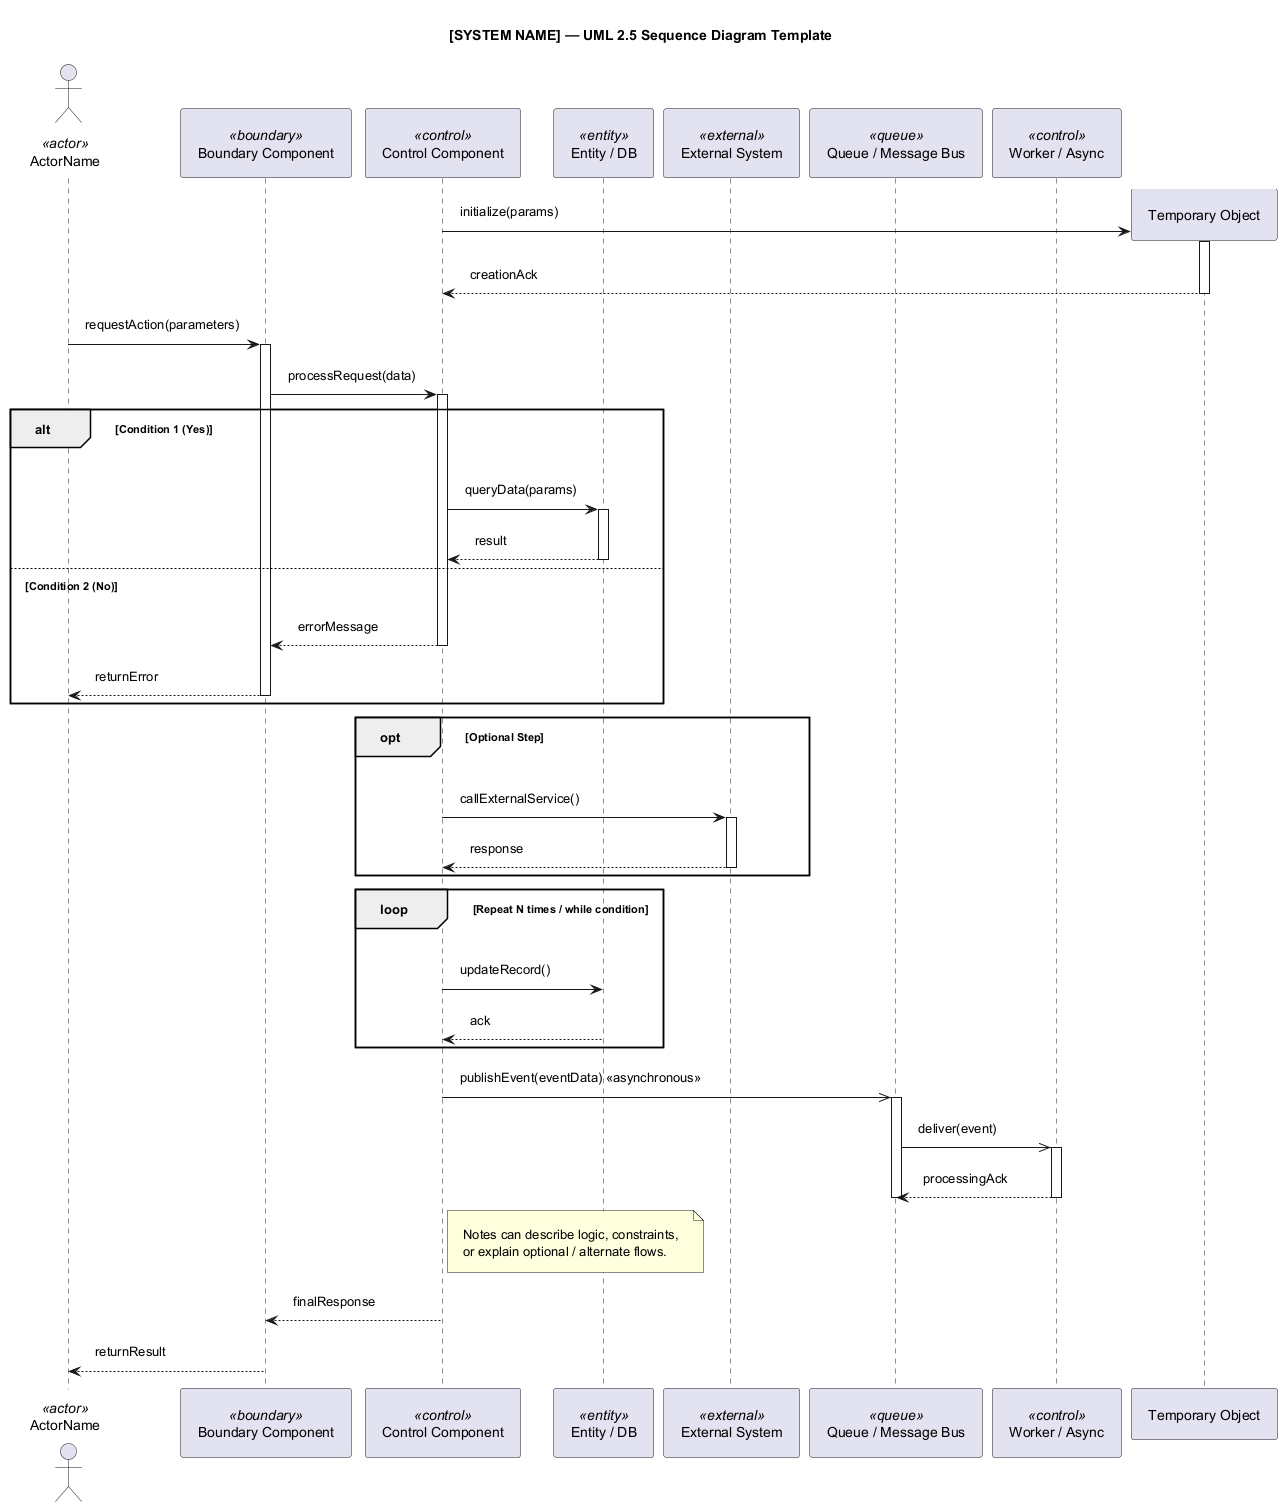 [SYSTEM NAME] — UML 2.5 Sequence Diagram Template
«actor»
ActorName
«boundary»
Boundary Component
«control»
Control Component
«entity»
Entity / DB
«external»
External System
«queue»
Queue / Message Bus
«control»
Worker / Async
Temporary Object
initialize(params)
creationAck
requestAction(parameters)
processRequest(data)
alt
[Condition 1 (Yes)]
queryData(params)
result
[Condition 2 (No)]
errorMessage
returnError
opt
[Optional Step]
callExternalService()
response
loop
[Repeat N times / while condition]
updateRecord()
ack
publishEvent(eventData) «asynchronous»
deliver(event)
processingAck
Notes can describe logic, constraints,
or explain optional / alternate flows.
finalResponse
returnResult
«actor»
ActorName
«boundary»
Boundary Component
«control»
Control Component
«entity»
Entity / DB
«external»
External System
«queue»
Queue / Message Bus
«control»
Worker / Async
Temporary Object